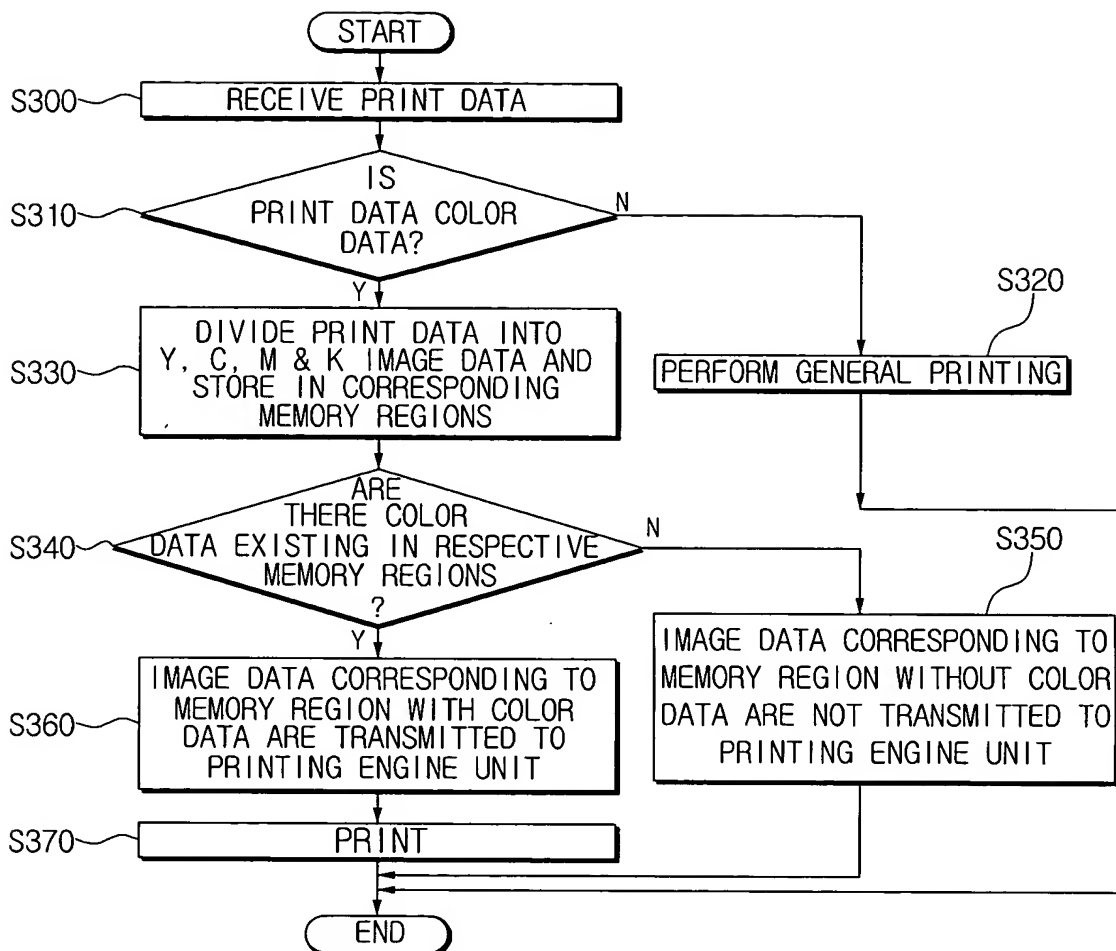 START
S300
RECEIVE PRINT DATA
S310
IS
PRINT DATA COLOR
DATA?
N
Y
S320
PERFORM GENERAL PRINTING
S330
DIVIDE PRINT DATA INTO
Y, C, M & K IMAGE DATA AND
STORE IN CORRESPONDING
MEMORY REGIONS
S340
ARE
THERE COLOR
DATA EXISTING IN RESPECTIVE
MEMORY REGIONS
?
N
Y
S350
IMAGE DATA CORRESPONDING TO
MEMORY REGION WITHOUT COLOR
DATA ARE NOT TRANSMITTED TO
PRINTING ENGINE UNIT
S360
IMAGE DATA CORRESPONDING TO
MEMORY REGION WITH COLOR
DATA ARE TRANSMITTED TO
PRINTING ENGINE UNIT
S370
PRINT
END